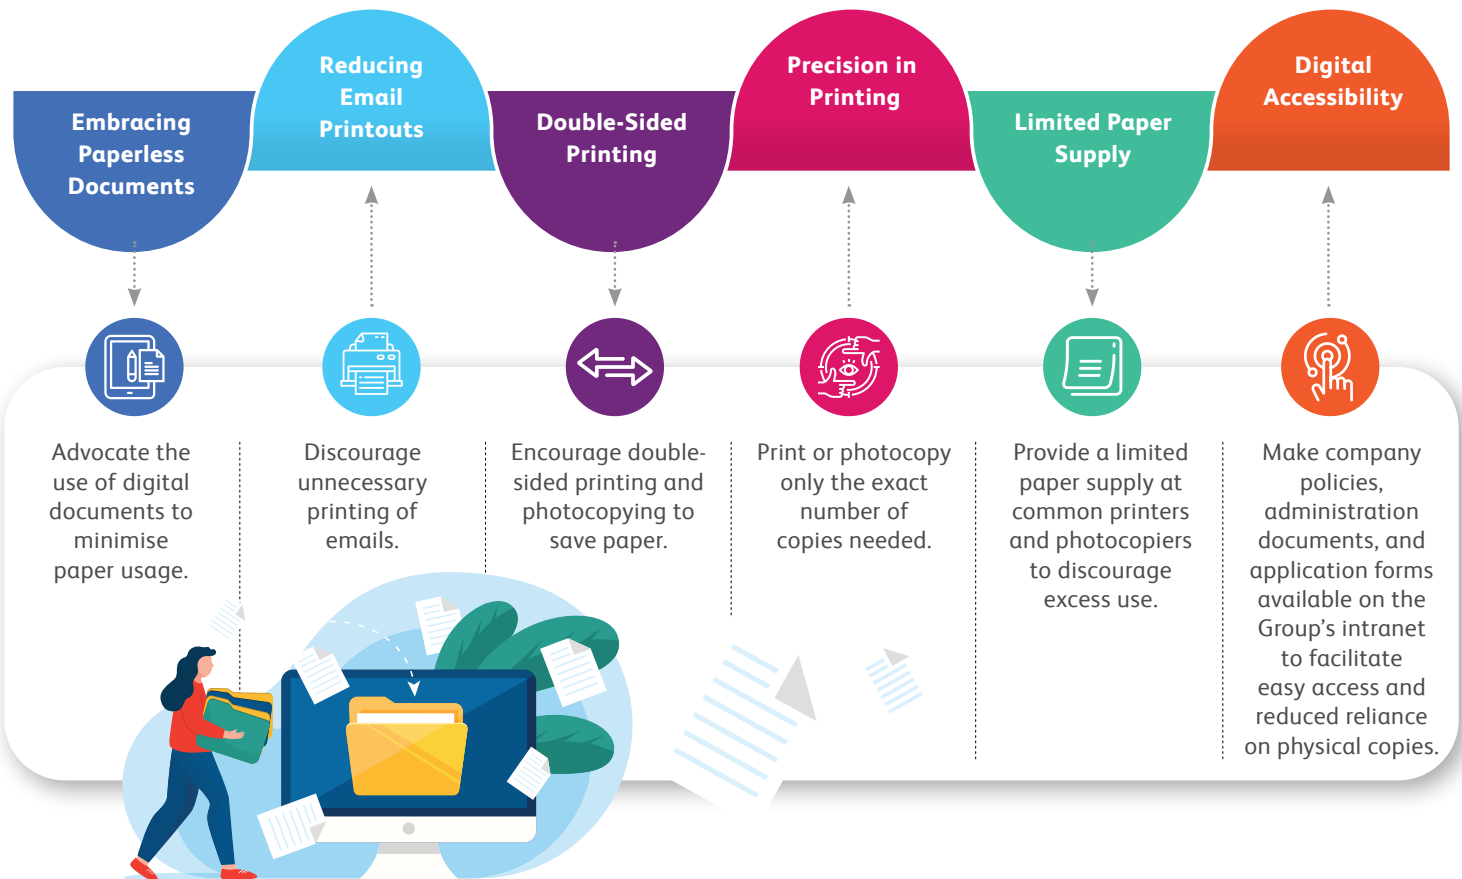 Embracing
Paperless
Documents
Reducing
Email
Printouts
Double-Sided
Printing
Precision in
Printing
Limited Paper
Supply
Digital
Accessibility
Advocate the
use of digital
documents to
minimise
paper usage.
Discourage
unnecessary
printing of
emails.
Encourage double-
sided printing and
photocopying to
save paper.
Print or photocopy
only the exact
number of
copies needed.
Provide a limited
paper supply at
common printers
and photocopiers
to discourage
excess use.
Make company
policies,
administration
documents, and
application forms
available on the
Group’s intranet
to facilitate
easy access and
reduced reliance
on physical copies.